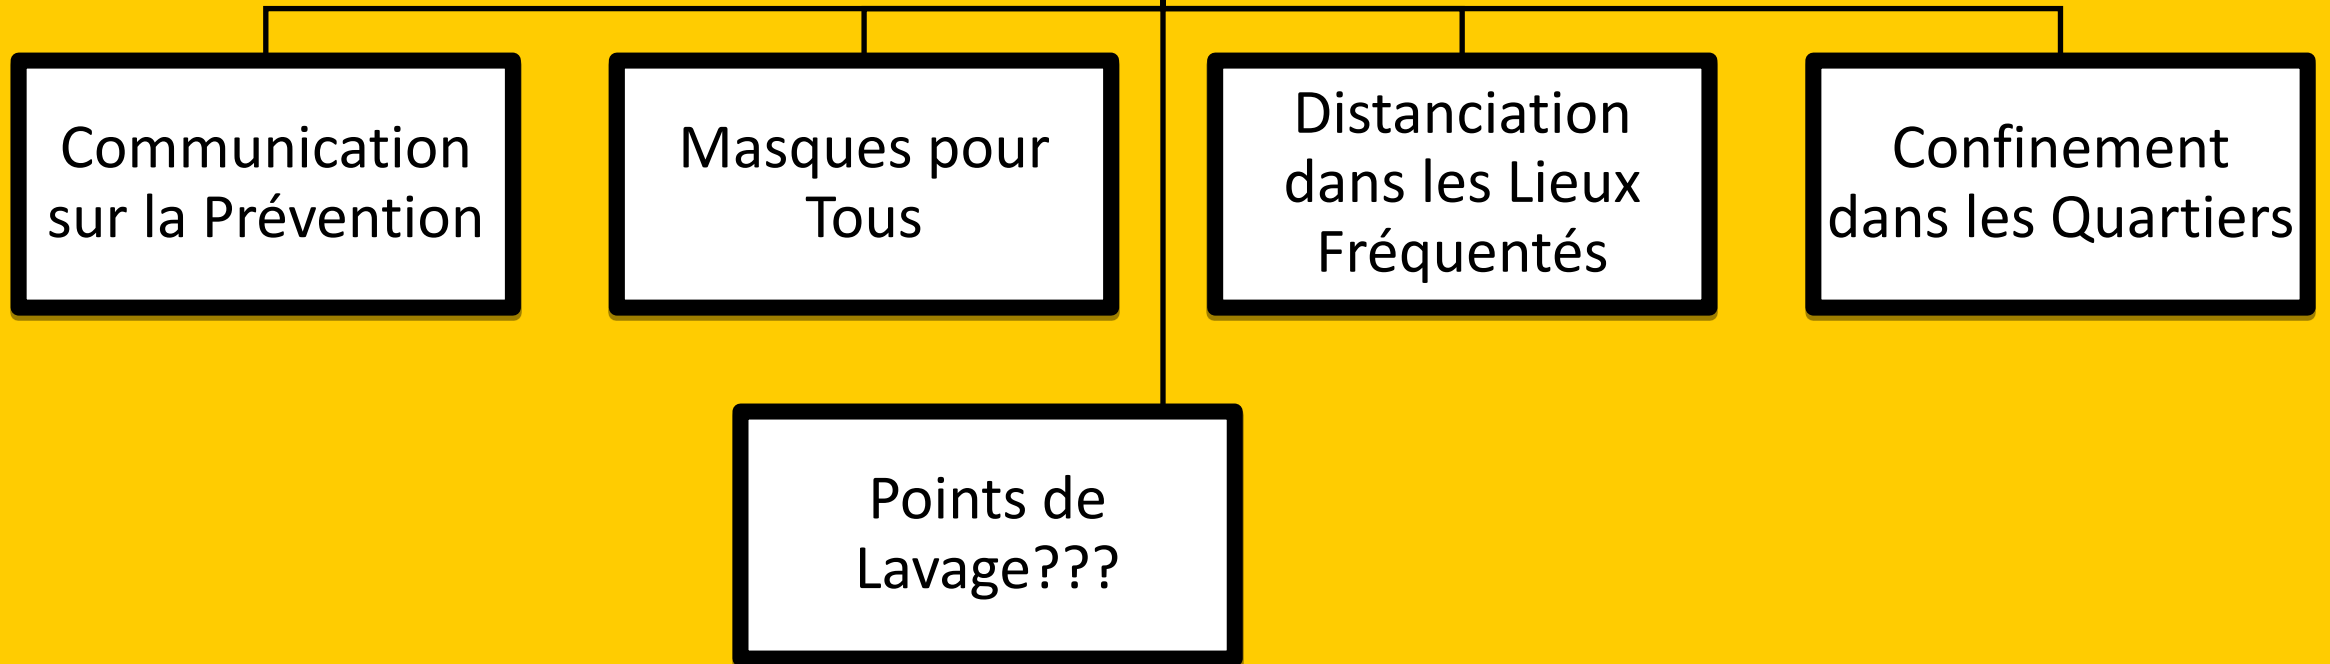 Communication
sur la Prévention
Masques pour
Tous
Distanciation
dans les Lieux
Fréquentés
Confinement
dans les Quartiers
Points de
Lavage???